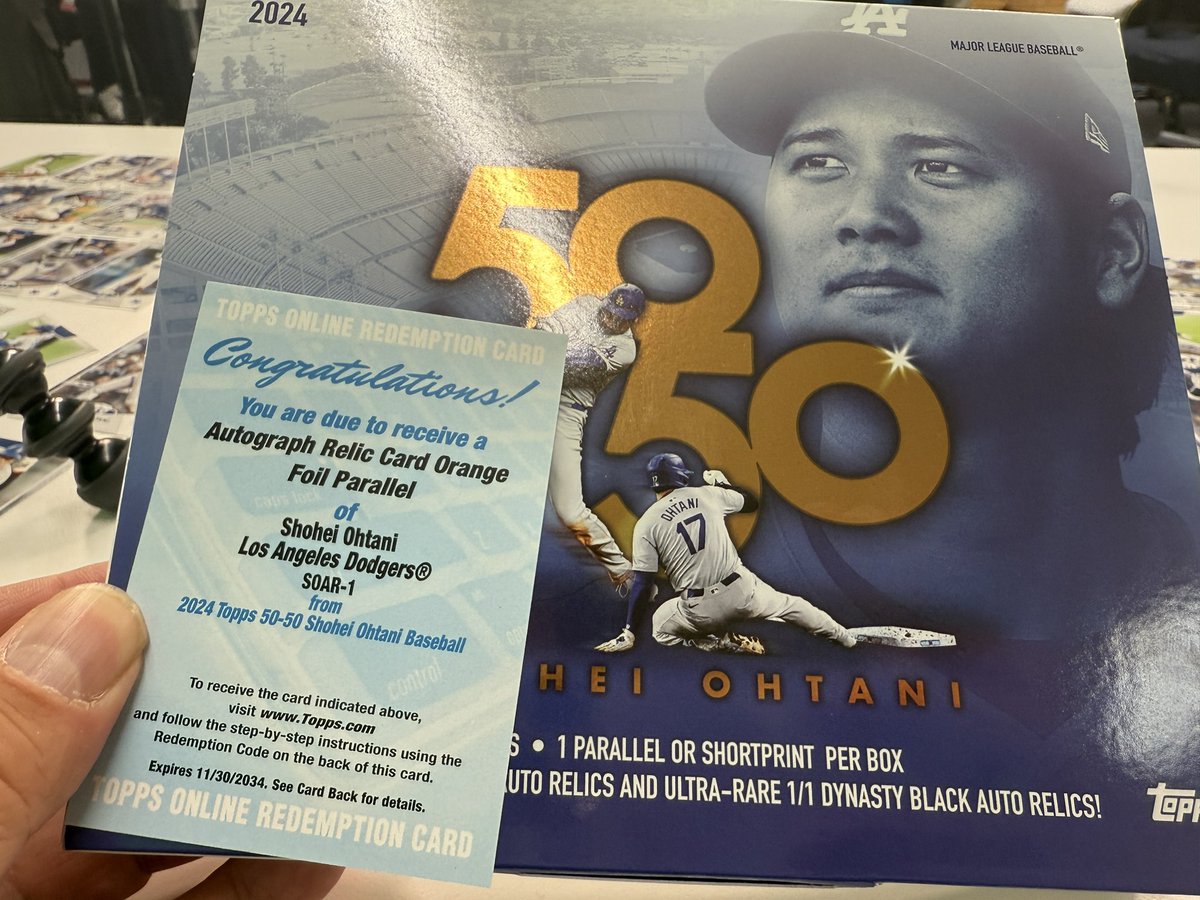 2024
MAJOR LEAGUE BASEBALL®
LA
50
50
OHTANI
17
HEI OHTANI
S • 1 PARALLEL OR SHORTPRINT PER BOX
UTO RELICS AND ULTRA-RARE 1/1 DYNASTY BLACK AUTO RELICS!
TOPPS ONLINE REDEMPTION CARD
Congratulations!
You are due to receive a
Autograph Relic Card Orange
Foil Parallel
of
Shohei Ohtani
Los Angeles Dodgers®
SOAR-1
from
2024 Topps 50-50 Shohei Ohtani Baseball
To receive the card indicated above,
visit www.Topps.com
and follow the step-by-step instructions using the
Redemption Code on the back of this card.
Expires 11/30/2034. See Card Back for details.
TOPPS ONLINE REDEMPTION CARD
caps lock
control
topp